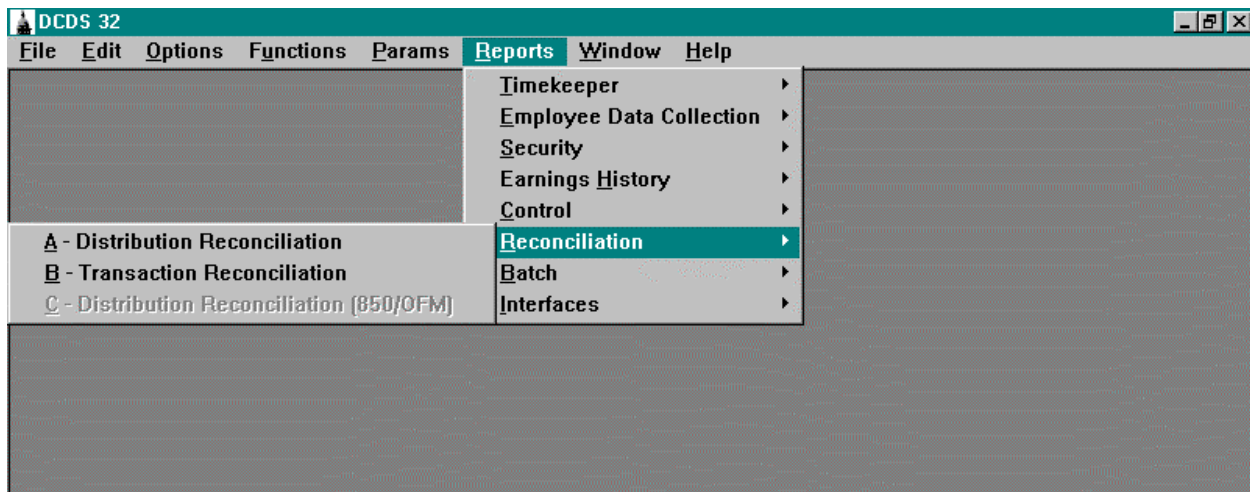 DCDS 32
File Edit Options Functions Params Reports Window Help
Timekeeper
Employee Data Collection
Security
Earnings History
Control
Reconciliation
Batch
Interfaces
A - Distribution Reconciliation
B - Transaction Reconciliation
C - Distribution Reconciliation (850/OFM)